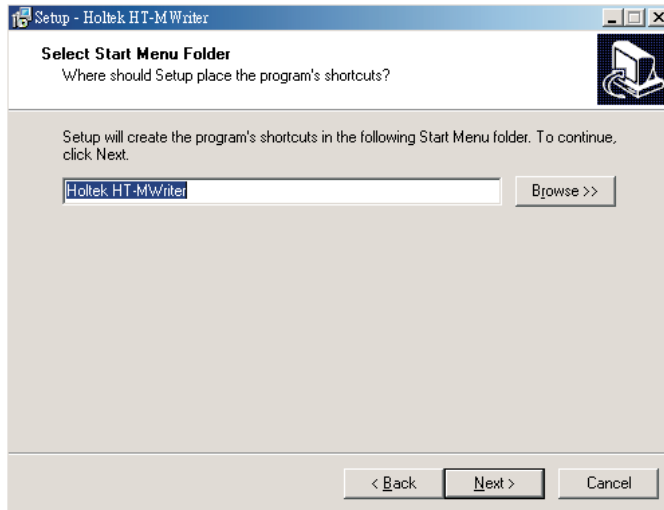 Setup - Holtek HT-MWriter
Select Start Menu Folder
Where should Setup place the program's shortcuts?
Setup will create the program's shortcuts in the following Start Menu folder. To continue,
click Next.
Holtek HT-MWriter
Browse >>
< Back
Next >
Cancel